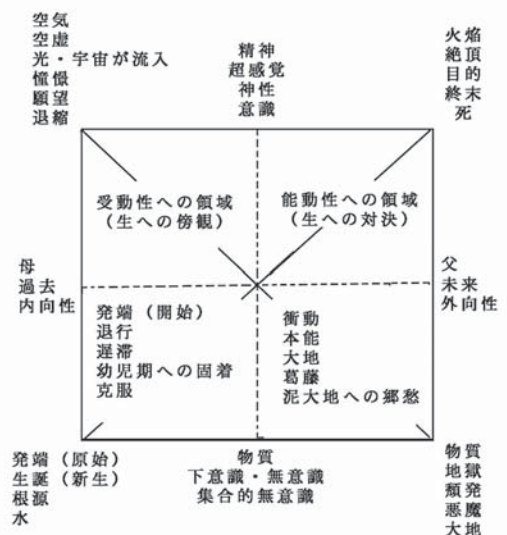 空気
空虚
光・宇宙が流入
憧憬
願望
退縮
精神
超感覚
神性
意識
火焔
絶頂
目的
終末
死
受動性への領域
（生への傍観）
能動性への領域
（生への対決）
母
過去
内向性
父
未来
外向性
発端（開始）
退行
遅滞
幼児期への固着
克服
衝動
本能
大地
葛藤
泥大地への郷愁
発端（原始）
生誕（新生）
根源
水
物質
下意識・無意識
集合的無意識
物質
地獄
頽発
悪魔
大地